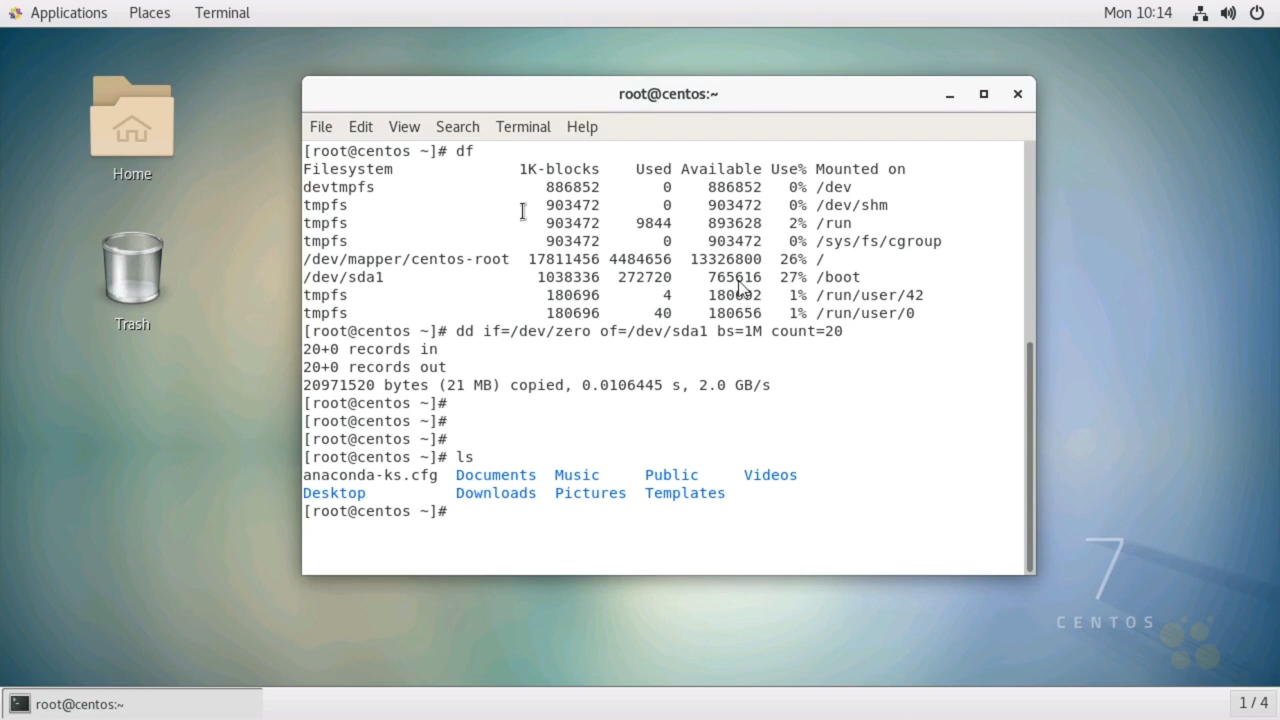 Applications Places Terminal Mon 10:14
Home
Trash
root@centos:~
File Edit View Search Terminal Help
[root@centos ~]# df
Filesystem 1K-blocks Used Available Use% Mounted on
devtmpfs 886852 0 886852 0% /dev
tmpfs 903472 0 903472 0% /dev/shm
tmpfs 903472 9844 893628 2% /run
tmpfs 903472 0 903472 0% /sys/fs/cgroup
/dev/mapper/centos-root 17811456 4484656 13326800 26% /
/dev/sda1 1038336 272720 765616 27% /boot
tmpfs 180696 4 180692 1% /run/user/42
tmpfs 180696 40 180656 1% /run/user/0
[root@centos ~]# dd if=/dev/zero of=/dev/sda1 bs=1M count=20
20+0 records in
20+0 records out
20971520 bytes (21 MB) copied, 0.0106445 s, 2.0 GB/s
[root@centos ~]#
[root@centos ~]#
[root@centos ~]#
[root@centos ~]# ls
anaconda-ks.cfg Documents Music Public Videos
Desktop Downloads Pictures Templates
[root@centos ~]#
7
CENTOS
root@centos:~
1 / 4